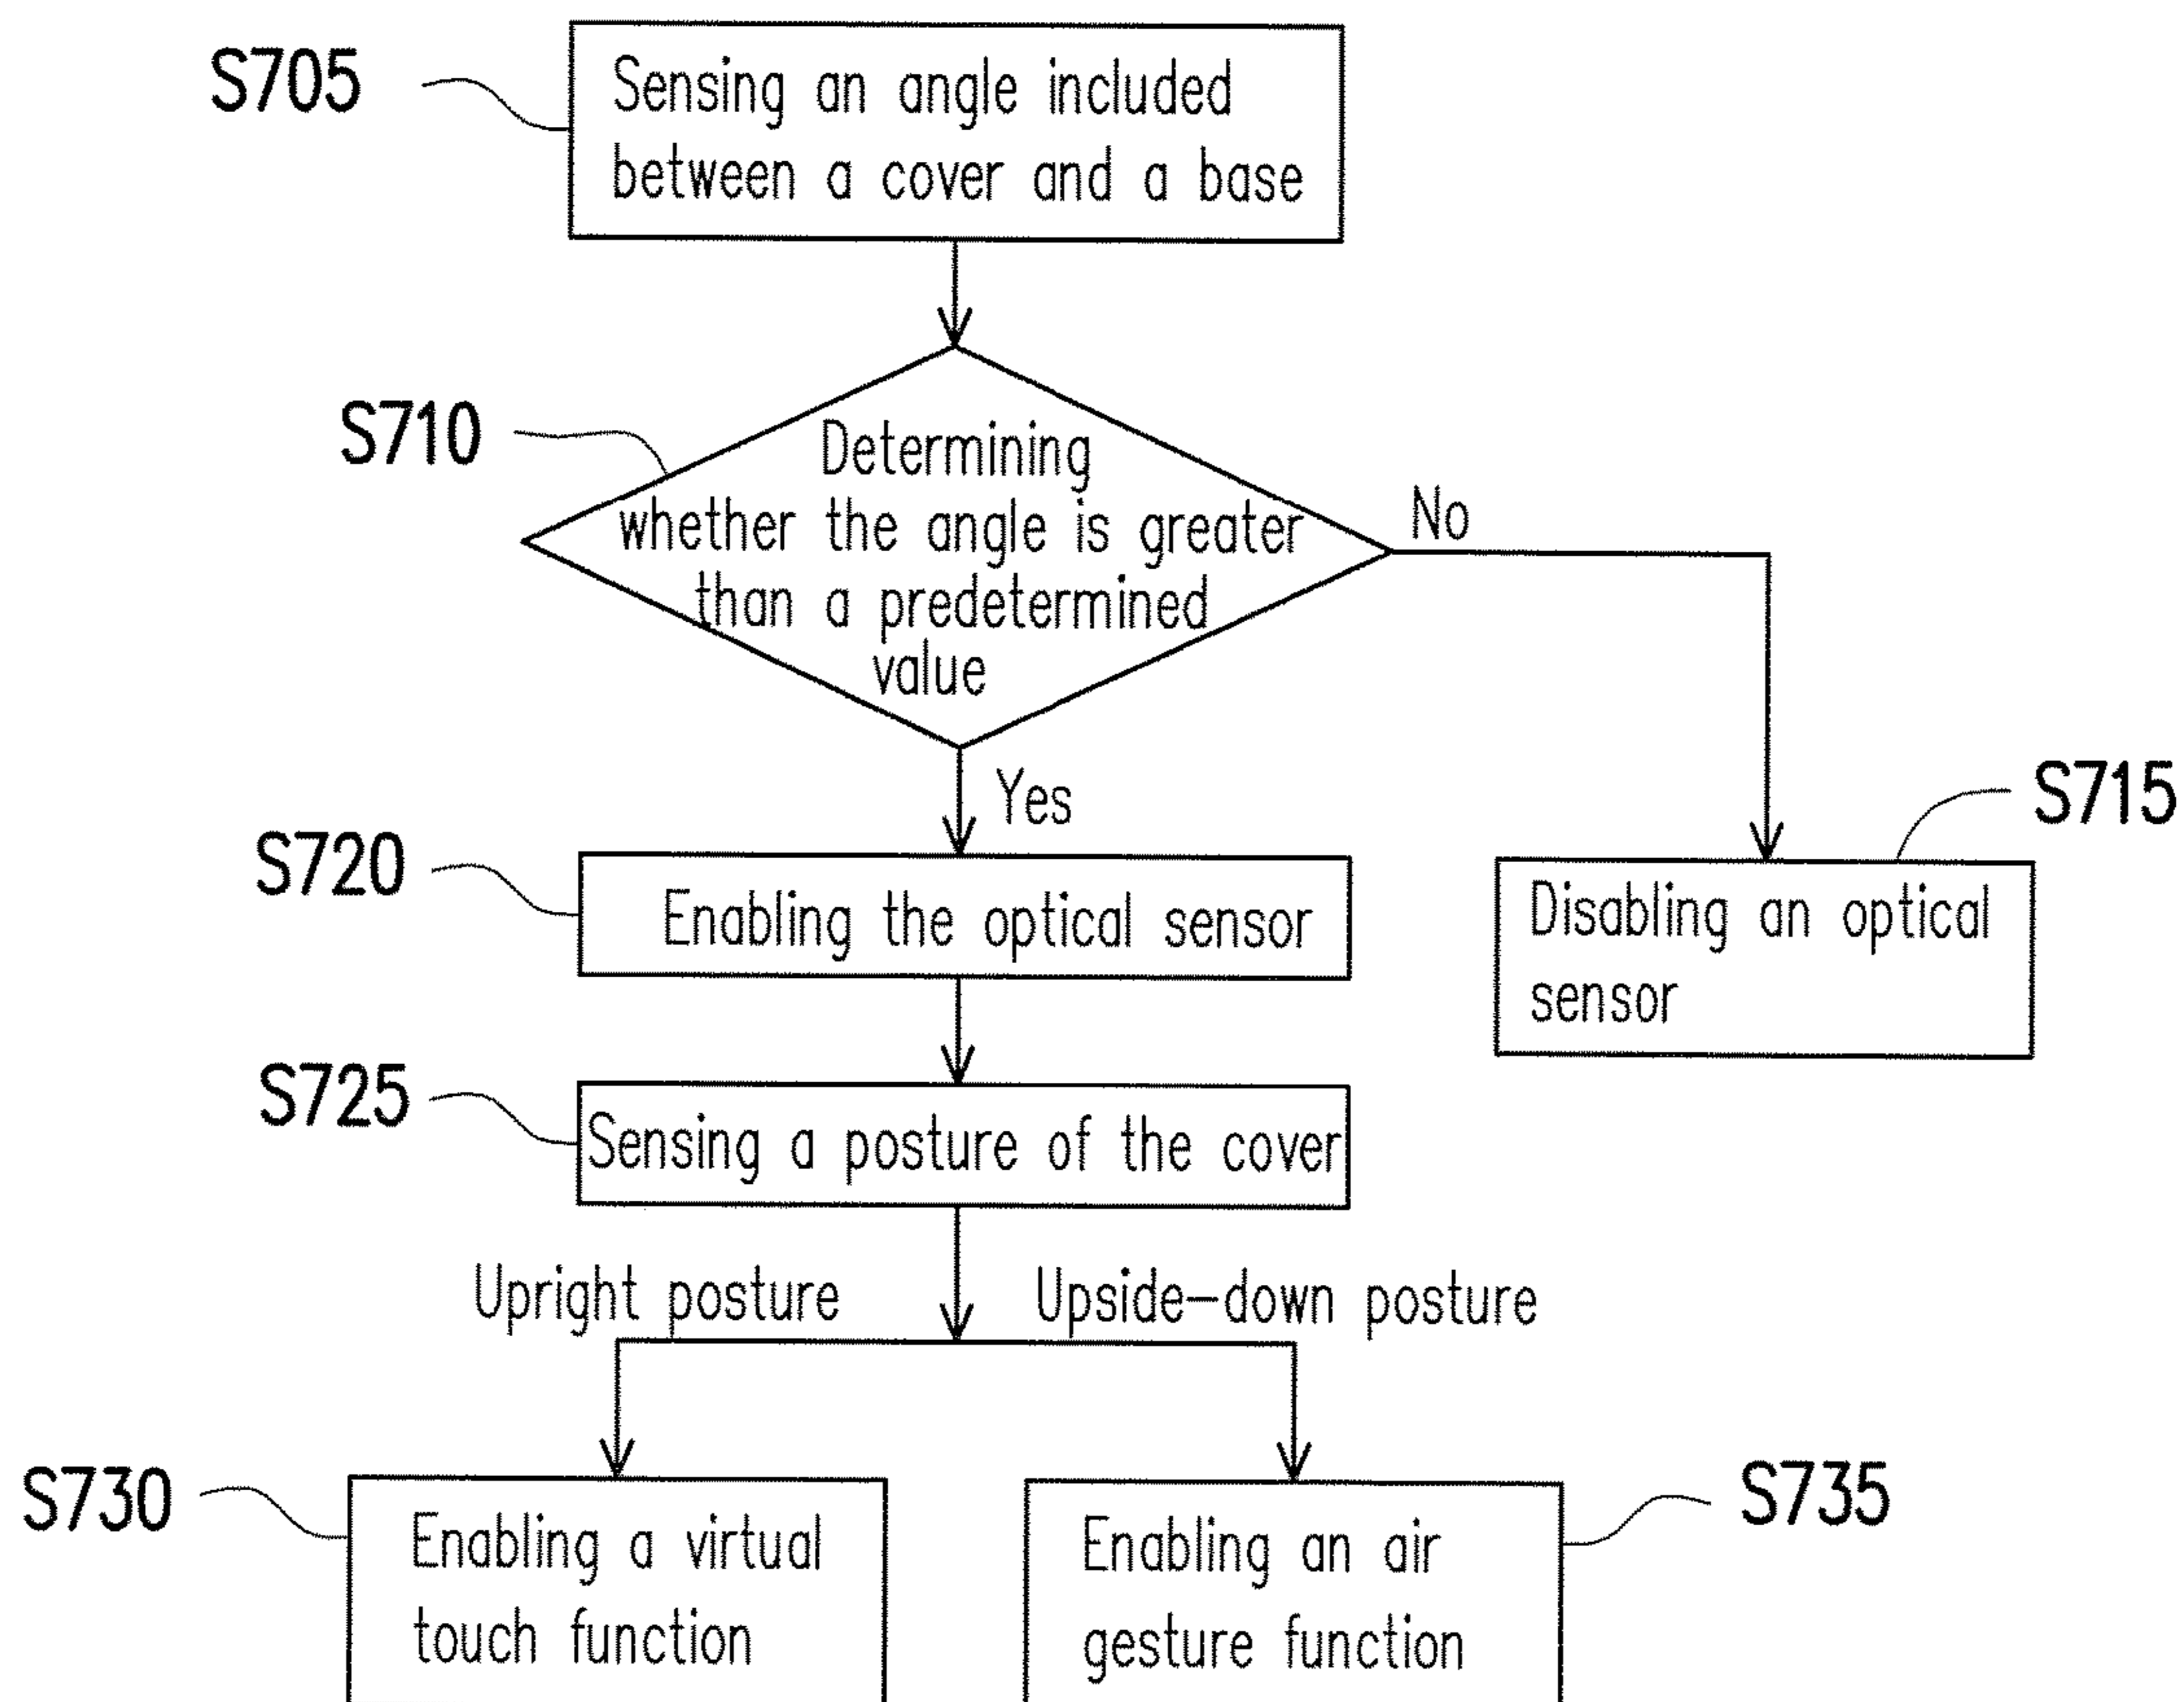 S705
Sensing an angle included
between a cover and a base
S710
Determining
whether the angle is greater
than a predetermined
value
No
Yes
S715
Disabling an optical
sensor
S720
Enabling the optical sensor
S725
Sensing a posture of the cover
Upright posture
Upside-down posture
S730
Enabling a virtual
touch function
S735
Enabling an air
gesture function